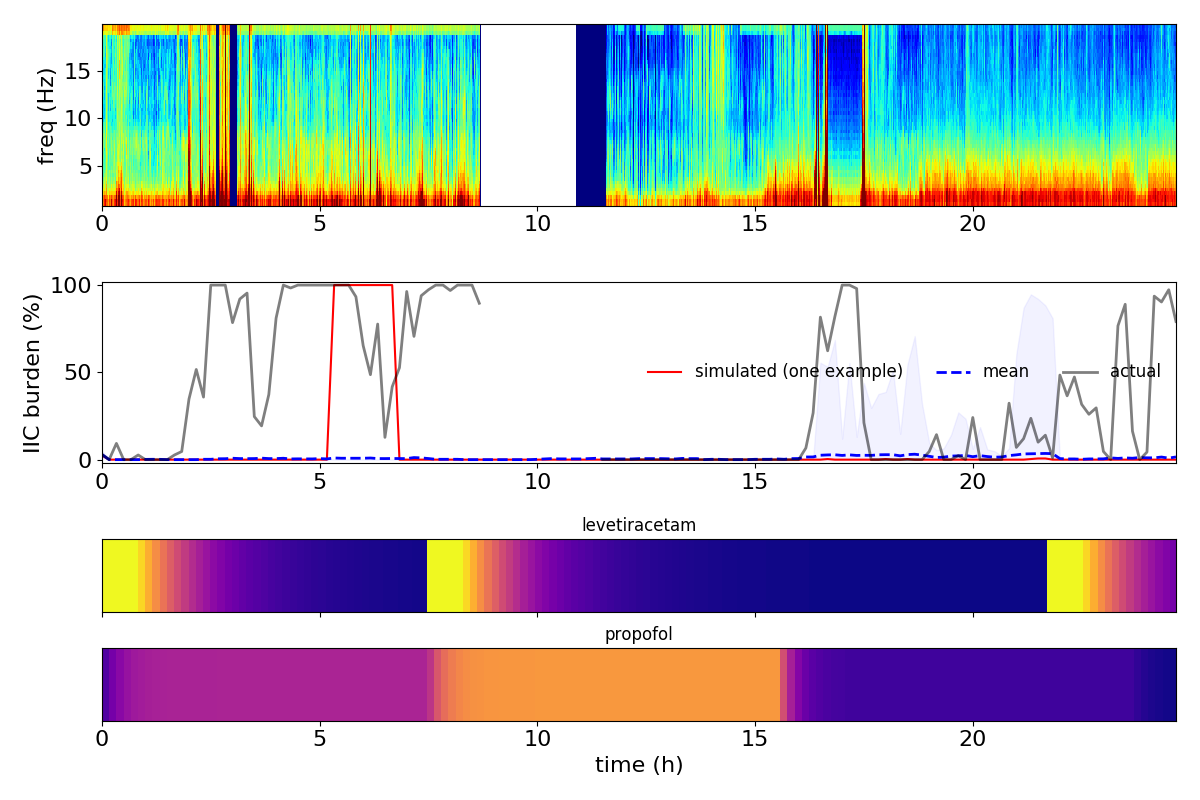 freq (Hz)
15
10
5
0 5 10 15 20
IIC burden (%)
100
50
0
simulated (one example) mean actual
0 5 10 15 20
levetiracetam
propofol
0 5 10 15 20
time (h)